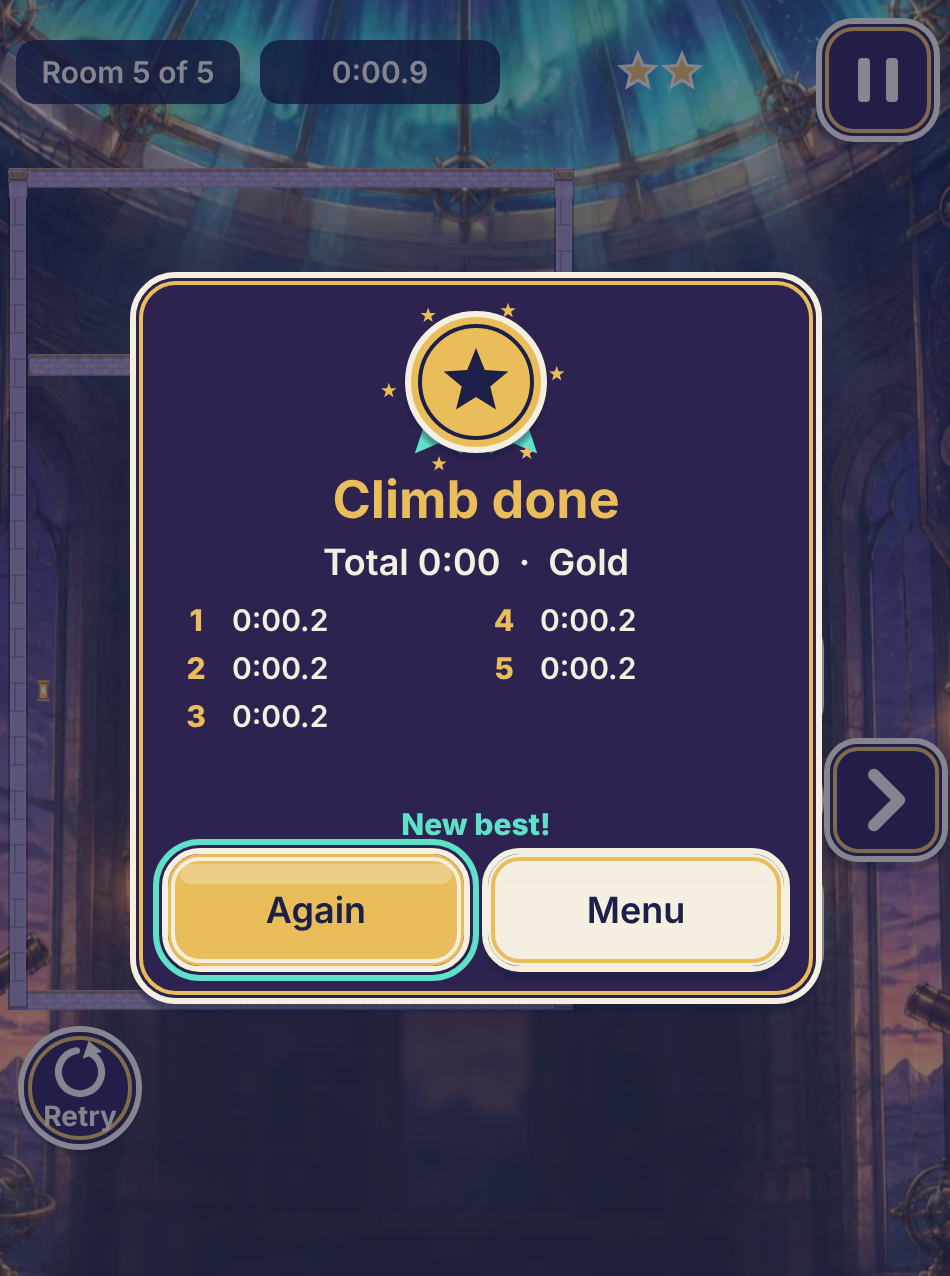 Room 5 of 5
0:00.9
Climb done
Total 0:00 · Gold
1 0:00.2
2 0:00.2
3 0:00.2
4 0:00.2
5 0:00.2
New best!
Again
Menu
Retry